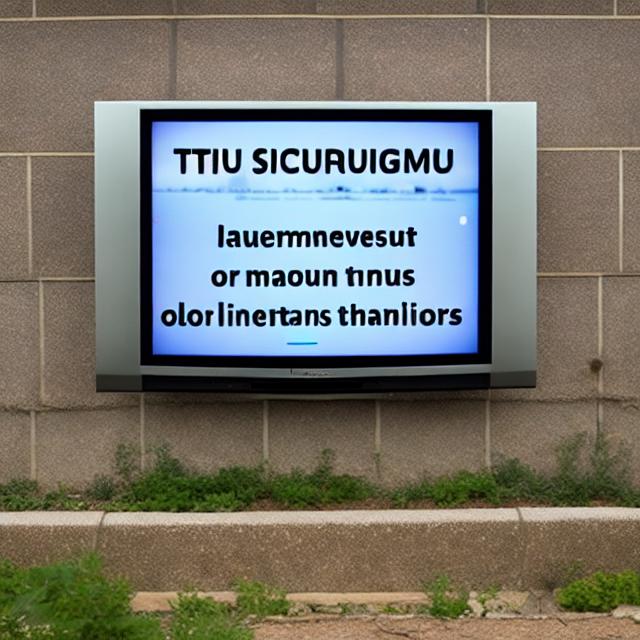 TTIU SICURUIGMU
lauermnevesut
or maoun tinus
olorlinertans thanliors